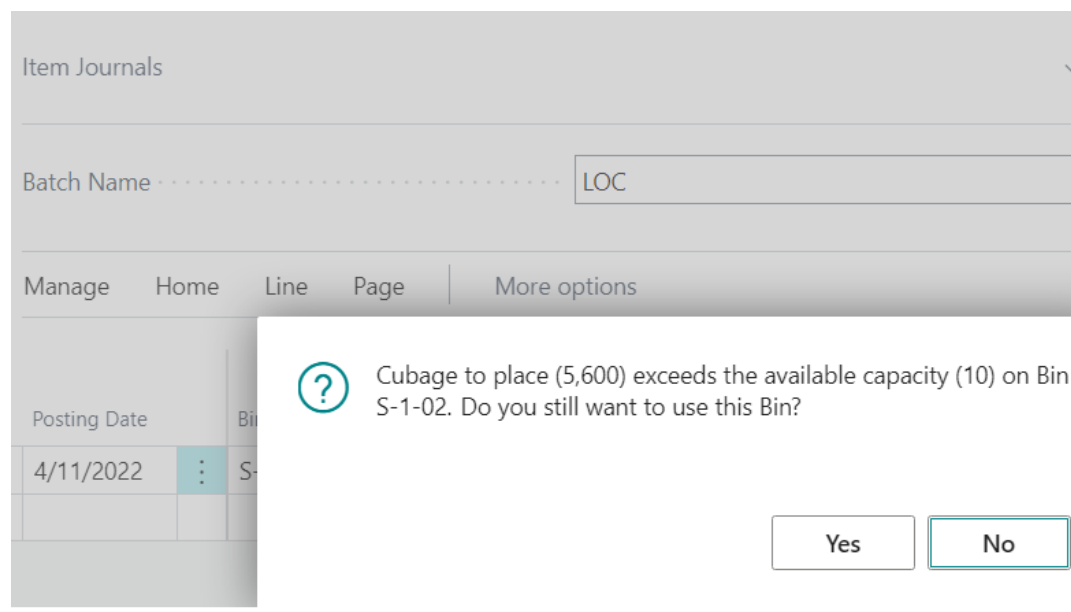 Item Journals
Batch Name
LOC
Manage Home Line Page More options
Cubage to place (5,600) exceeds the available capacity (10) on Bin
S-1-02. Do you still want to use this Bin?
Posting Date
4/11/2022
Yes No